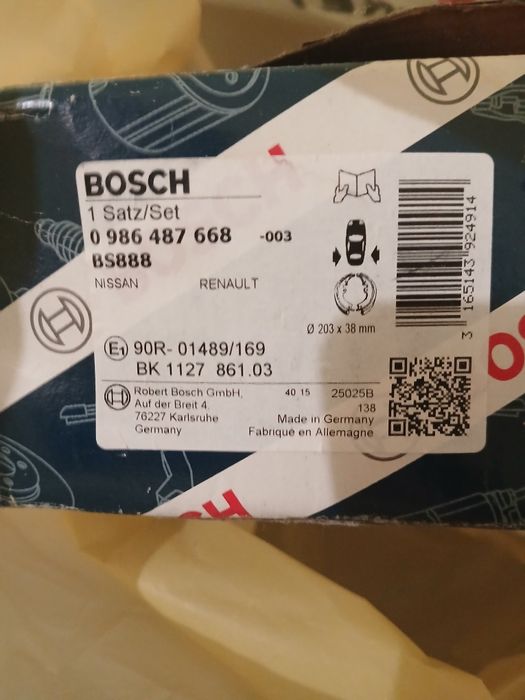 BOSCH
1 Satz/Set
0 986 487 668 -003
BS888
NISSAN RENAULT
Ø 203 x 38 mm
E1 90R- 01489/169
BK 1127 861.03
Robert Bosch GmbH, 40 15 25025B
Auf der Breit 4 138
76227 Karlsruhe Made in Germany
Germany Fabriqué en Allemagne
3 165143 924914